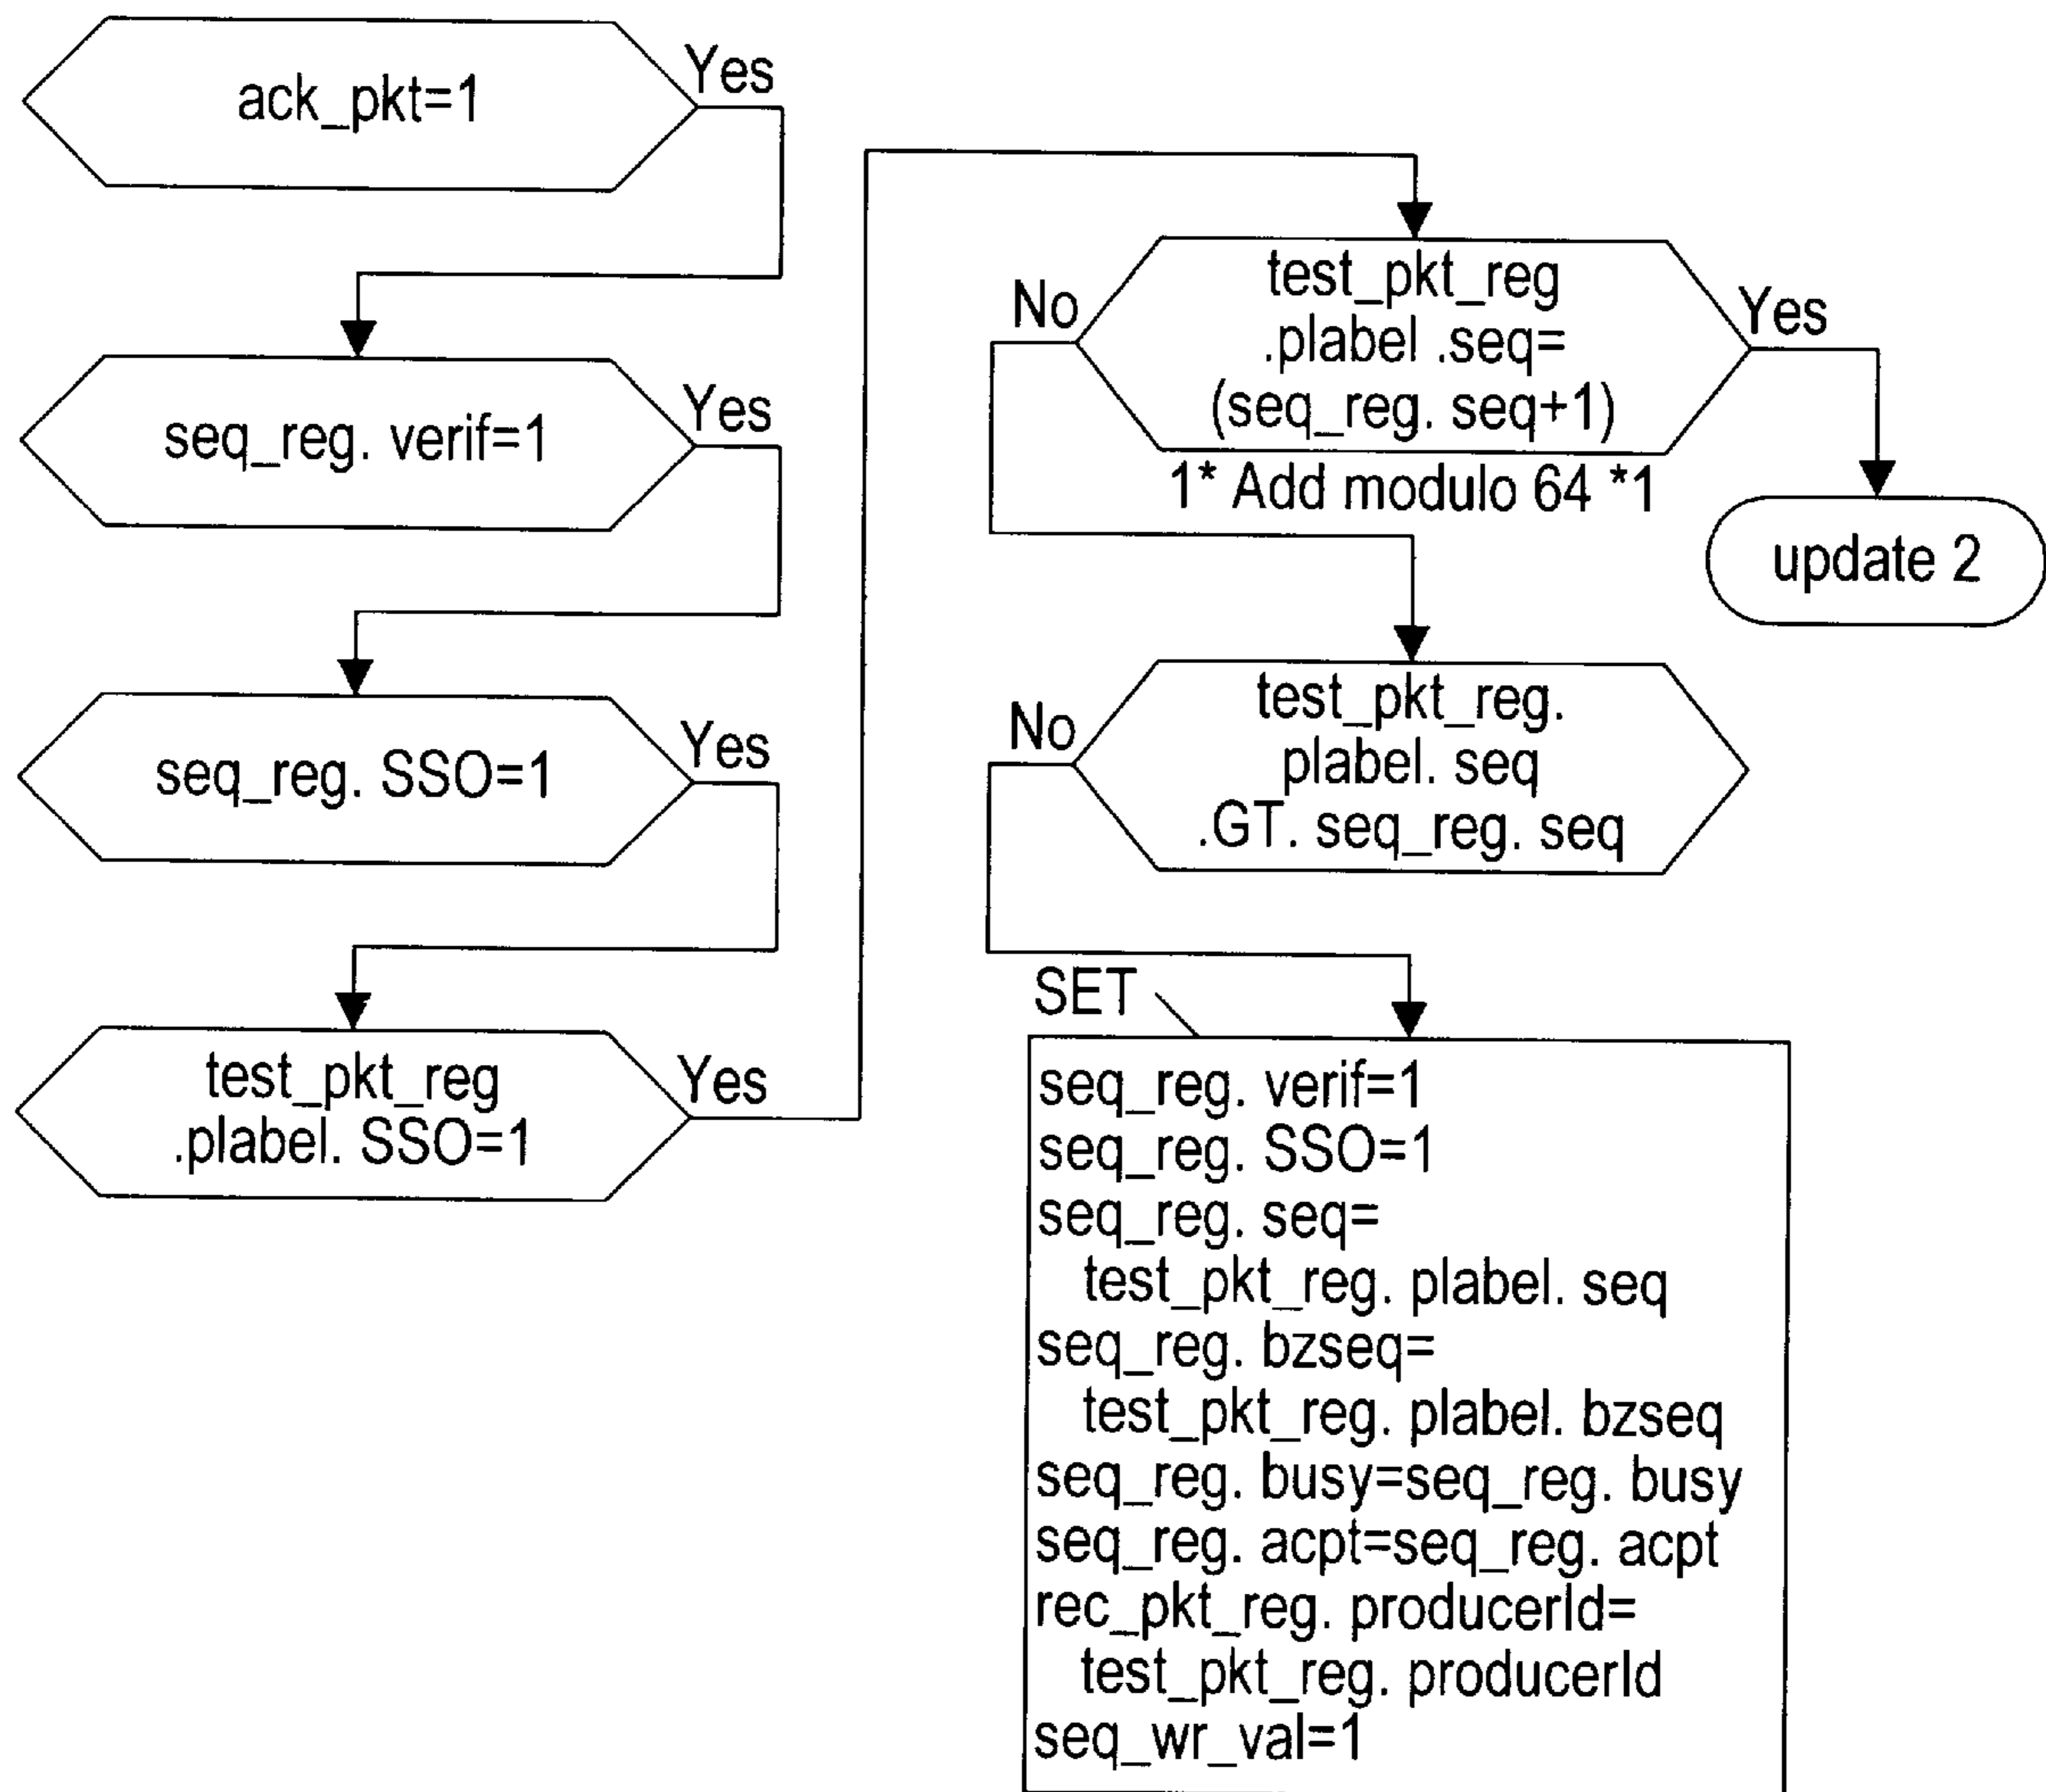 ack_pkt=1
Yes
seq_reg. verif=1
Yes
seq_reg. SSO=1
Yes
test_pkt_reg
.plabel. SSO=1
Yes
test_pkt_reg
.plabel .seq=
(seq_reg. seq+1)
No
Yes
1* Add modulo 64 *1
update 2
test_pkt_reg.
plabel. seq
.GT. seq_reg. seq
No
SET
seq_reg. verif=1
seq_reg. SSO=1
seq_reg. seq=
test_pkt_reg. plabel. seq
seq_reg. bzseq=
test_pkt_reg. plabel. bzseq
seq_reg. busy=seq_reg. busy
seq_reg. acpt=seq_reg. acpt
rec_pkt_reg. producerId=
test_pkt_reg. producerId
seq_wr_val=1